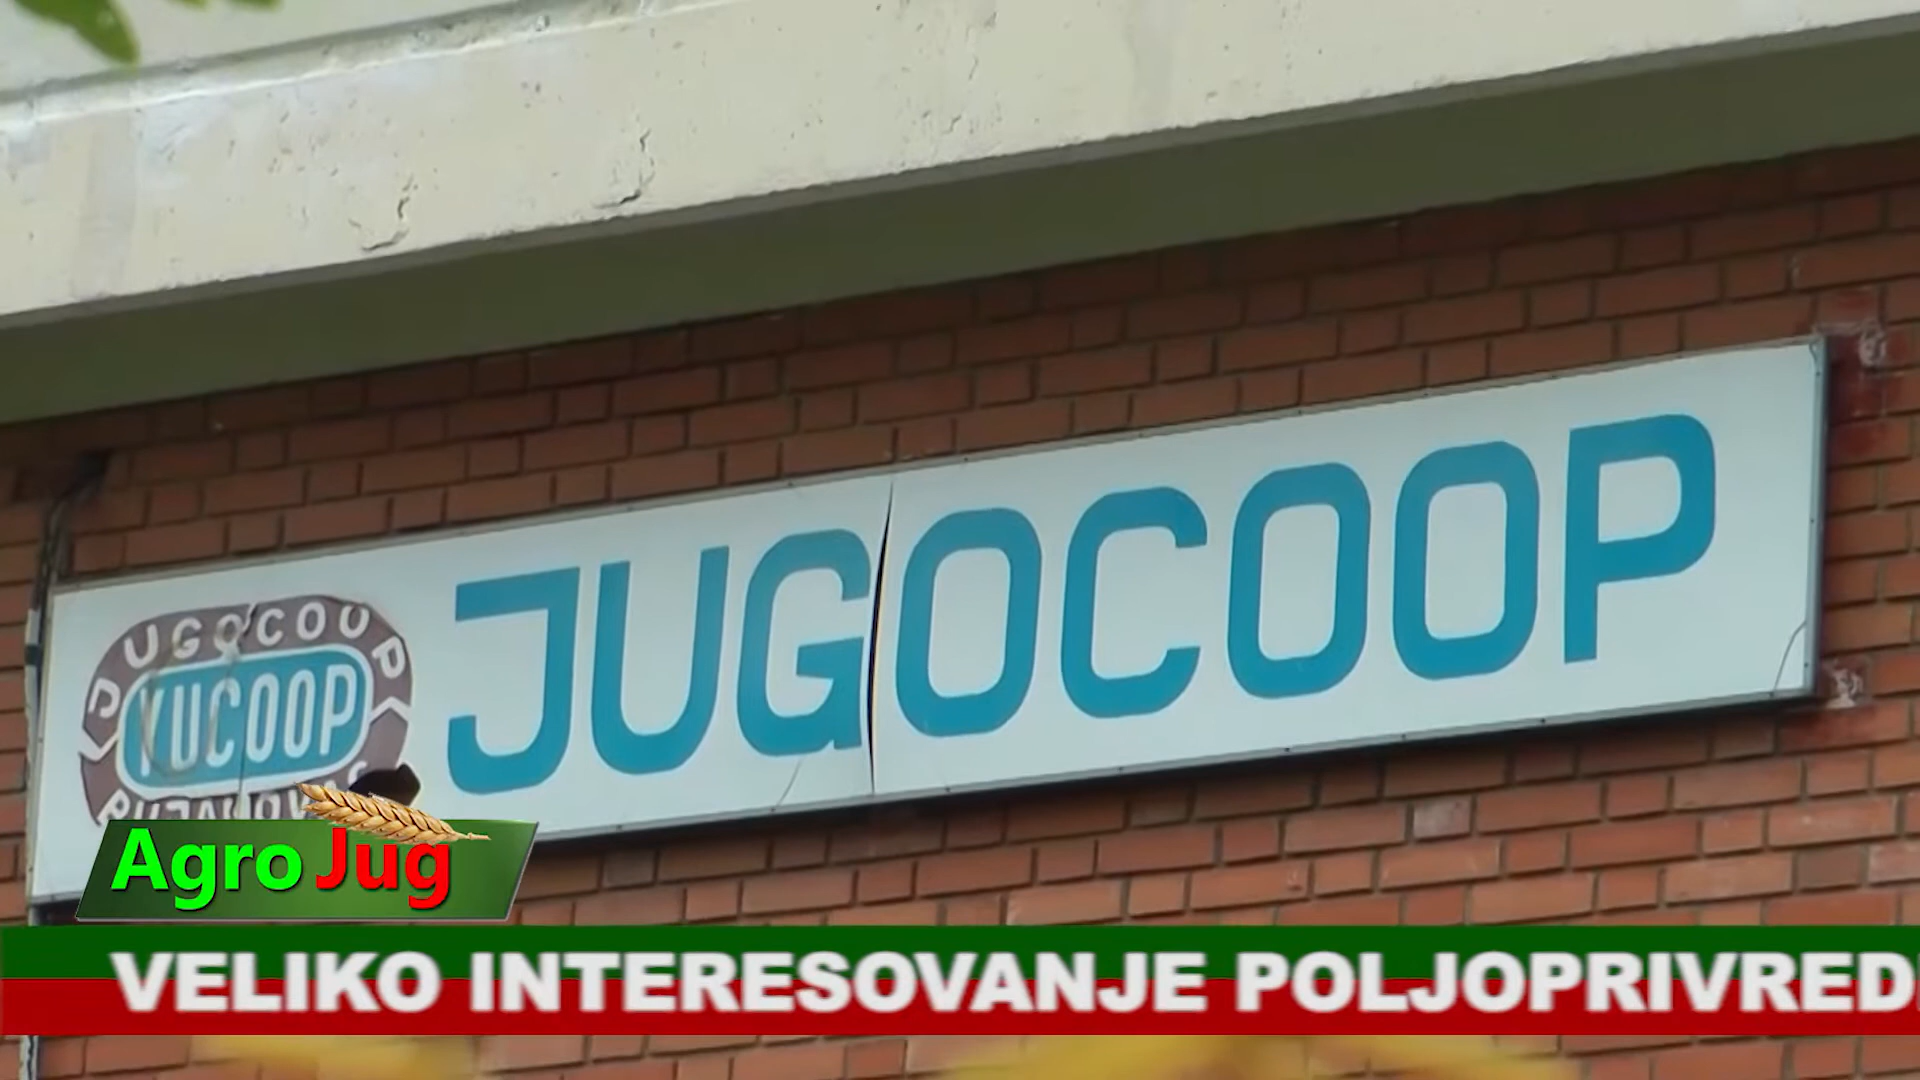 JUGOCOOP
YUCOOP
JUGOCOOP
Agro Jug
VELIKO INTERESOVANJE POLJOPRIVRED